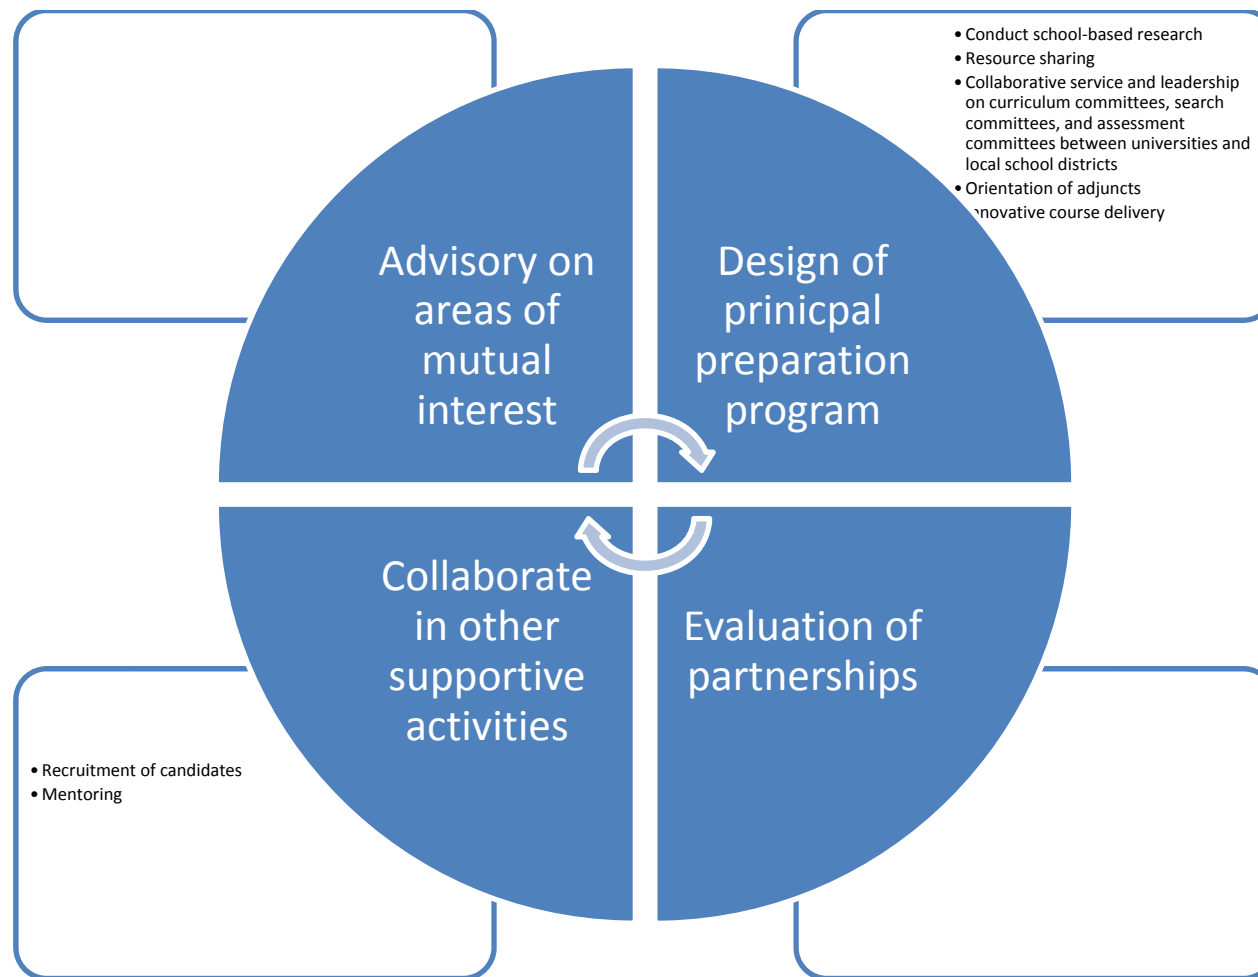 • Conduct school-based research
• Resource sharing
• Collaborative service and leadership
on curriculum committees, search
committees, and assessment
committees between universities and
local school districts
• Orientation of adjuncts
nnovative course delivery
Advisory on
areas of
mutual
interest
Design of
prinicpal
preparation
program
Collaborate
in other
supportive
activities
Evaluation of
partnerships
• Recruitment of candidates
• Mentoring